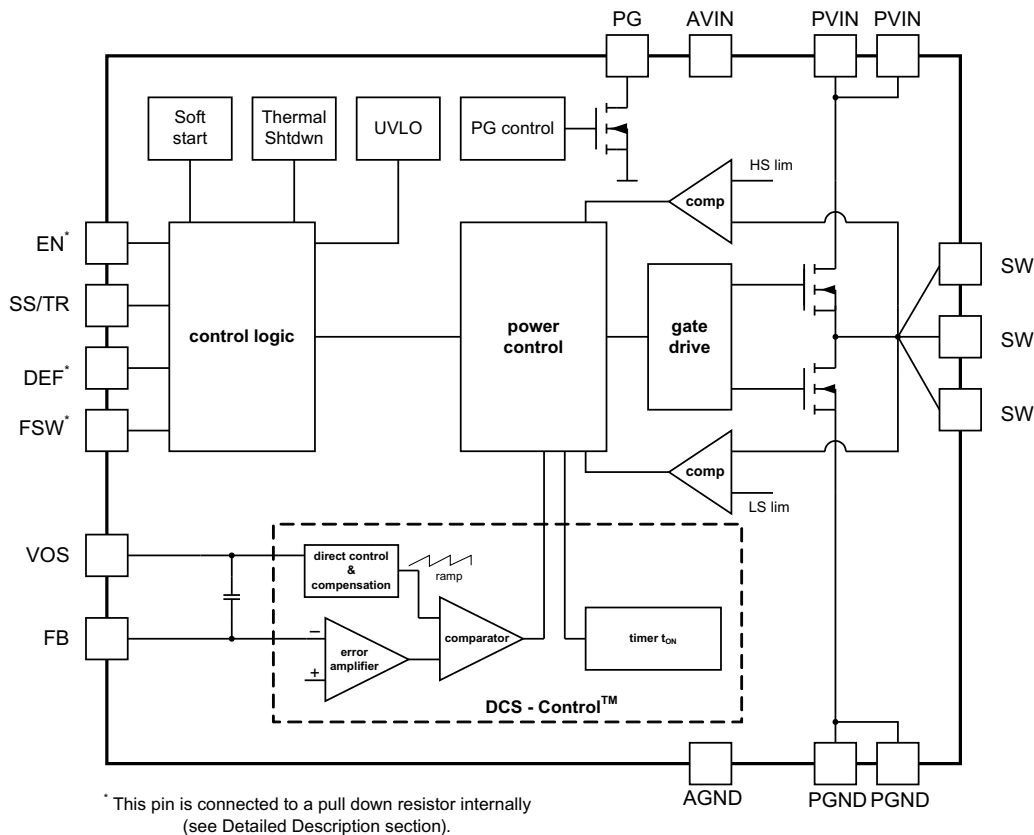 PG AVIN PVIN PVIN
Soft
start
Thermal
Shtdwn
UVLO
PG control
HS lim
comp
EN*
SS/TR
DEF*
FSW*
control logic
power
control
gate
drive
SW
SW
SW
comp
LS lim
VOS
FB
direct control
&
compensation
ramp
−
+
error
amplifier
comparator
timer tON
DCS - Control™
AGND PGND PGND
* This pin is connected to a pull down resistor internally
(see Detailed Description section).